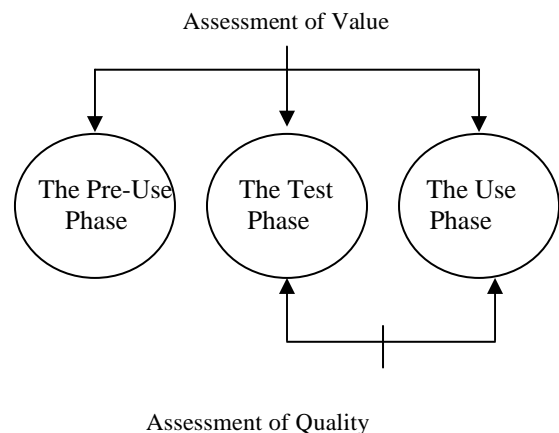 Assessment of Value
The Pre-Use
Phase
The Test
Phase
The Use
Phase
Assessment of Quality